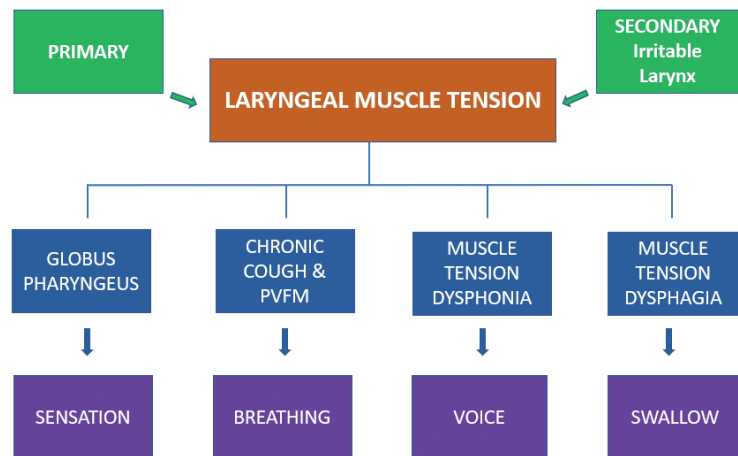 PRIMARY
SECONDARY
Irritable
Larynx
LARYNGEAL MUSCLE TENSION
GLOBUS
PHARYNGEUS
CHRONIC
COUGH &
PVFM
MUSCLE
TENSION
DYSPHONIA
MUSCLE
TENSION
DYSPHAGIA
SENSATION
BREATHING
VOICE
SWALLOW